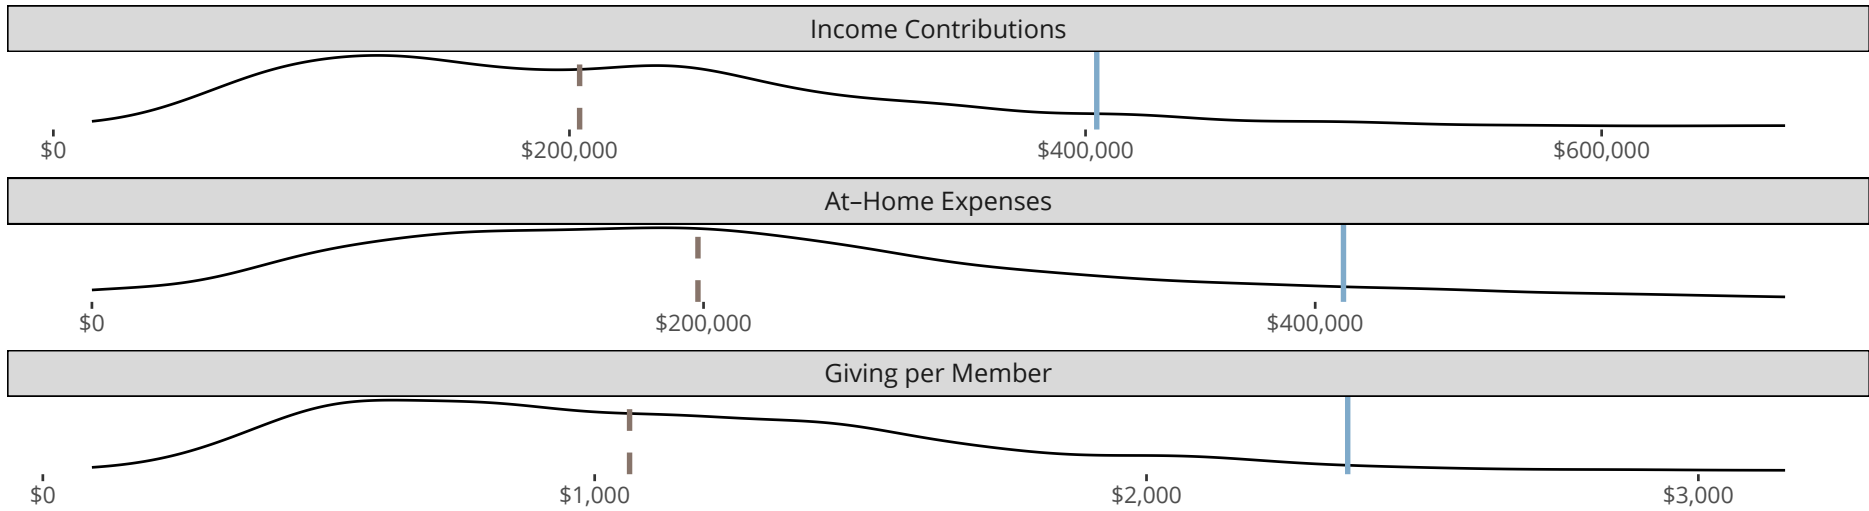 Income Contributions
$0 $200,000 $400,000 $600,000
At–Home Expenses
$0 $200,000 $400,000
Giving per Member
$0 $1,000 $2,000 $3,000